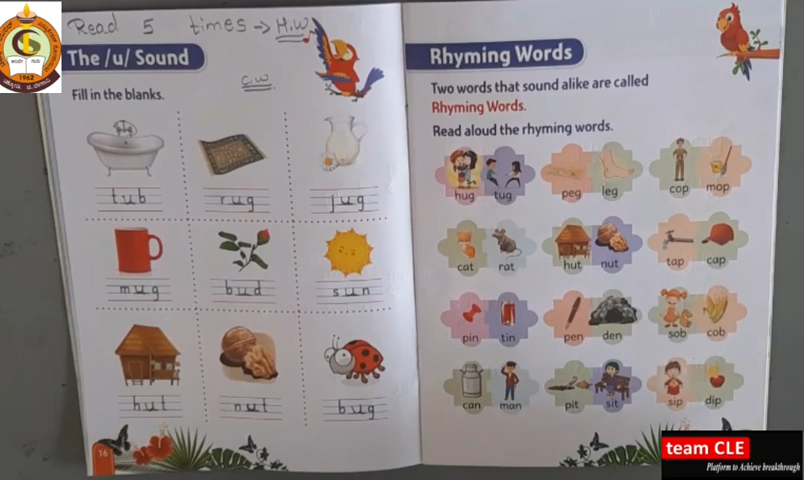 Read 5 times → H.W
The /u/ Sound
C.W
Fill in the blanks.
tub rug jug
mug bud sun
hut nut bug
16
Rhyming Words
Two words that sound alike are called
Rhyming Words.
Read aloud the rhyming words.
hug tug peg leg cop mop
cat rat hut nut tap cap
pin tin pen den sob cob
can man pit sit sip dip
1962
team CLE
Platform to Achieve breakthrough